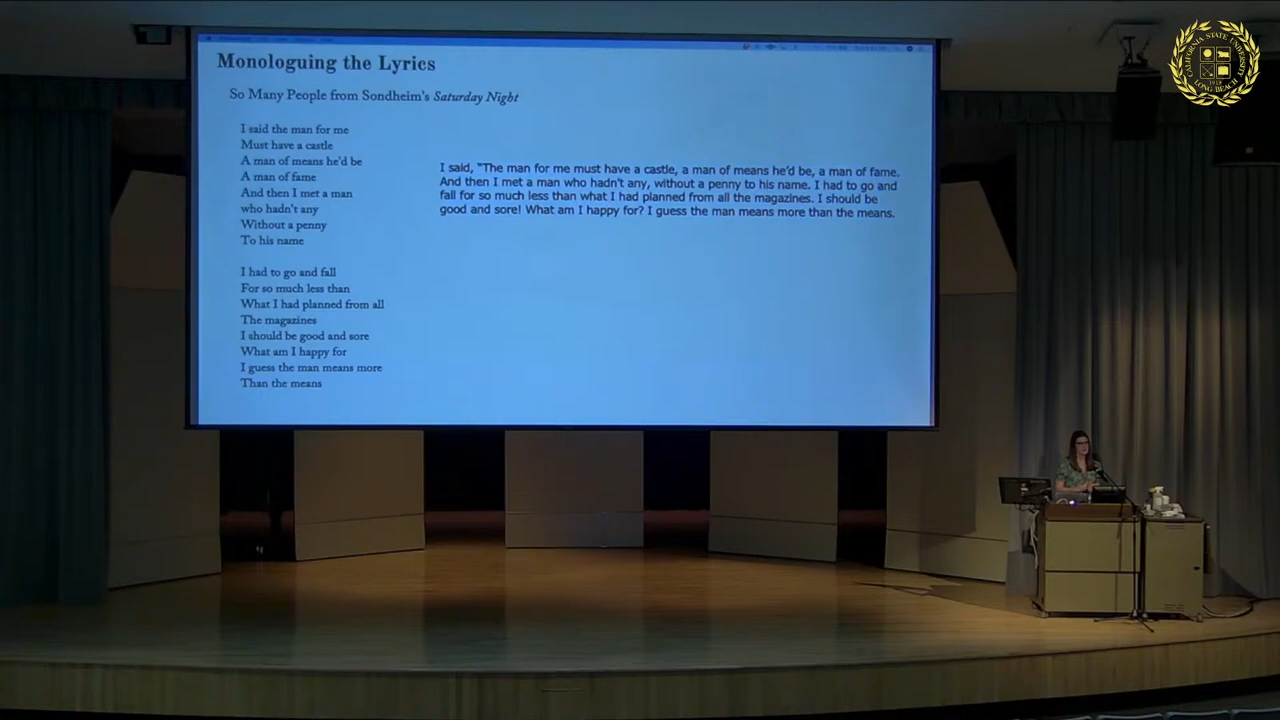 Monologuing the Lyrics
So Many People from Sondheim's Saturday Night
I said the man for me
Must have a castle
A man of means he'd be
A man of fame
And then I met a man
who hadn't any
Without a penny
To his name
I had to go and fall
For so much less than
What I had planned from all
The magazines
I should be good and sore
What am I happy for
I guess the man means more
Than the means
I said, "The man for me must have a castle, a man of means he'd be, a man of fame.
And then I met a man who hadn't any, without a penny to his name. I had to go and
fall for so much less than what I had planned from all the magazines. I should be
good and sore! What am I happy for? I guess the man means more than the means.
CALIFORNIA STATE UNIVERSITY
LONG BEACH
1949